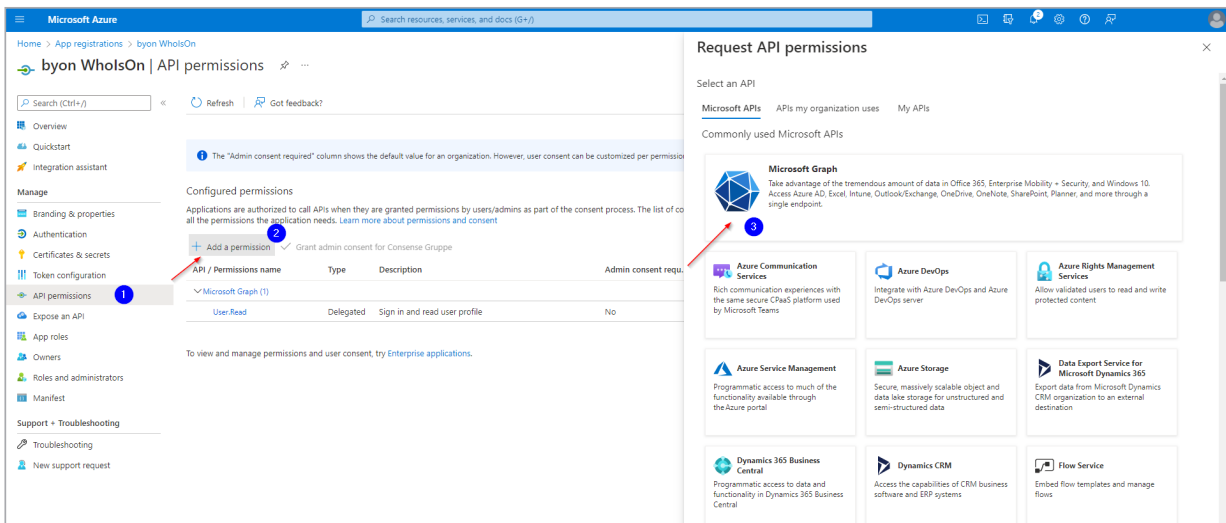 Microsoft Azure
Search resources, services, and docs (G+/)
Home > App registrations > byon WhoIsOn
byon WhoIsOn | API permissions
Search (Ctrl+/)
Overview
Quickstart
Integration assistant
Manage
Branding & properties
Authentication
Certificates & secrets
Token configuration
API permissions
1
Expose an API
App roles
Owners
Roles and administrators
Manifest
Support + Troubleshooting
Troubleshooting
New support request
Refresh
Got feedback?
The "Admin consent required" column shows the default value for an organization. However, user consent can be customized per permission
Configured permissions
Applications are authorized to call APIs when they are granted permissions by users/admins as part of the consent process. The list of co
all the permissions the application needs. Learn more about permissions and consent
2
Add a permission
Grant admin consent for Consense Gruppe
API / Permissions name Type Description Admin consent requ.
Microsoft Graph (1)
User.Read Delegated Sign in and read user profile No
To view and manage permissions and user consent, try Enterprise applications.
Request API permissions
Select an API
Microsoft APIs APIs my organization uses My APIs
Commonly used Microsoft APIs
Microsoft Graph
Take advantage of the tremendous amount of data in Office 365, Enterprise Mobility + Security, and Windows 10.
Access Azure AD, Excel, Intune, Outlook/Exchange, OneDrive, OneNote, SharePoint, Planner, and more through a
single endpoint.
3
Azure Communication
Services
Rich communication experiences with
the same secure CPaaS platform used
by Microsoft Teams
Azure DevOps
Integrate with Azure DevOps and Azure
DevOps server
Azure Rights Management
Services
Allow validated users to read and write
protected content
Azure Service Management
Programmatic access to much of the
functionality available through
the Azure portal
Azure Storage
Secure, massively scalable object and
data lake storage for unstructured and
semi-structured data
Data Export Service for
Microsoft Dynamics 365
Export data from Microsoft Dynamics
CRM organization to an external
destination
Dynamics 365 Business
Central
Programmatic access to data and
functionality in Dynamics 365 Business
Central
Dynamics CRM
Access the capabilities of CRM business
software and ERP systems
Flow Service
Embed flow templates and manage
flows